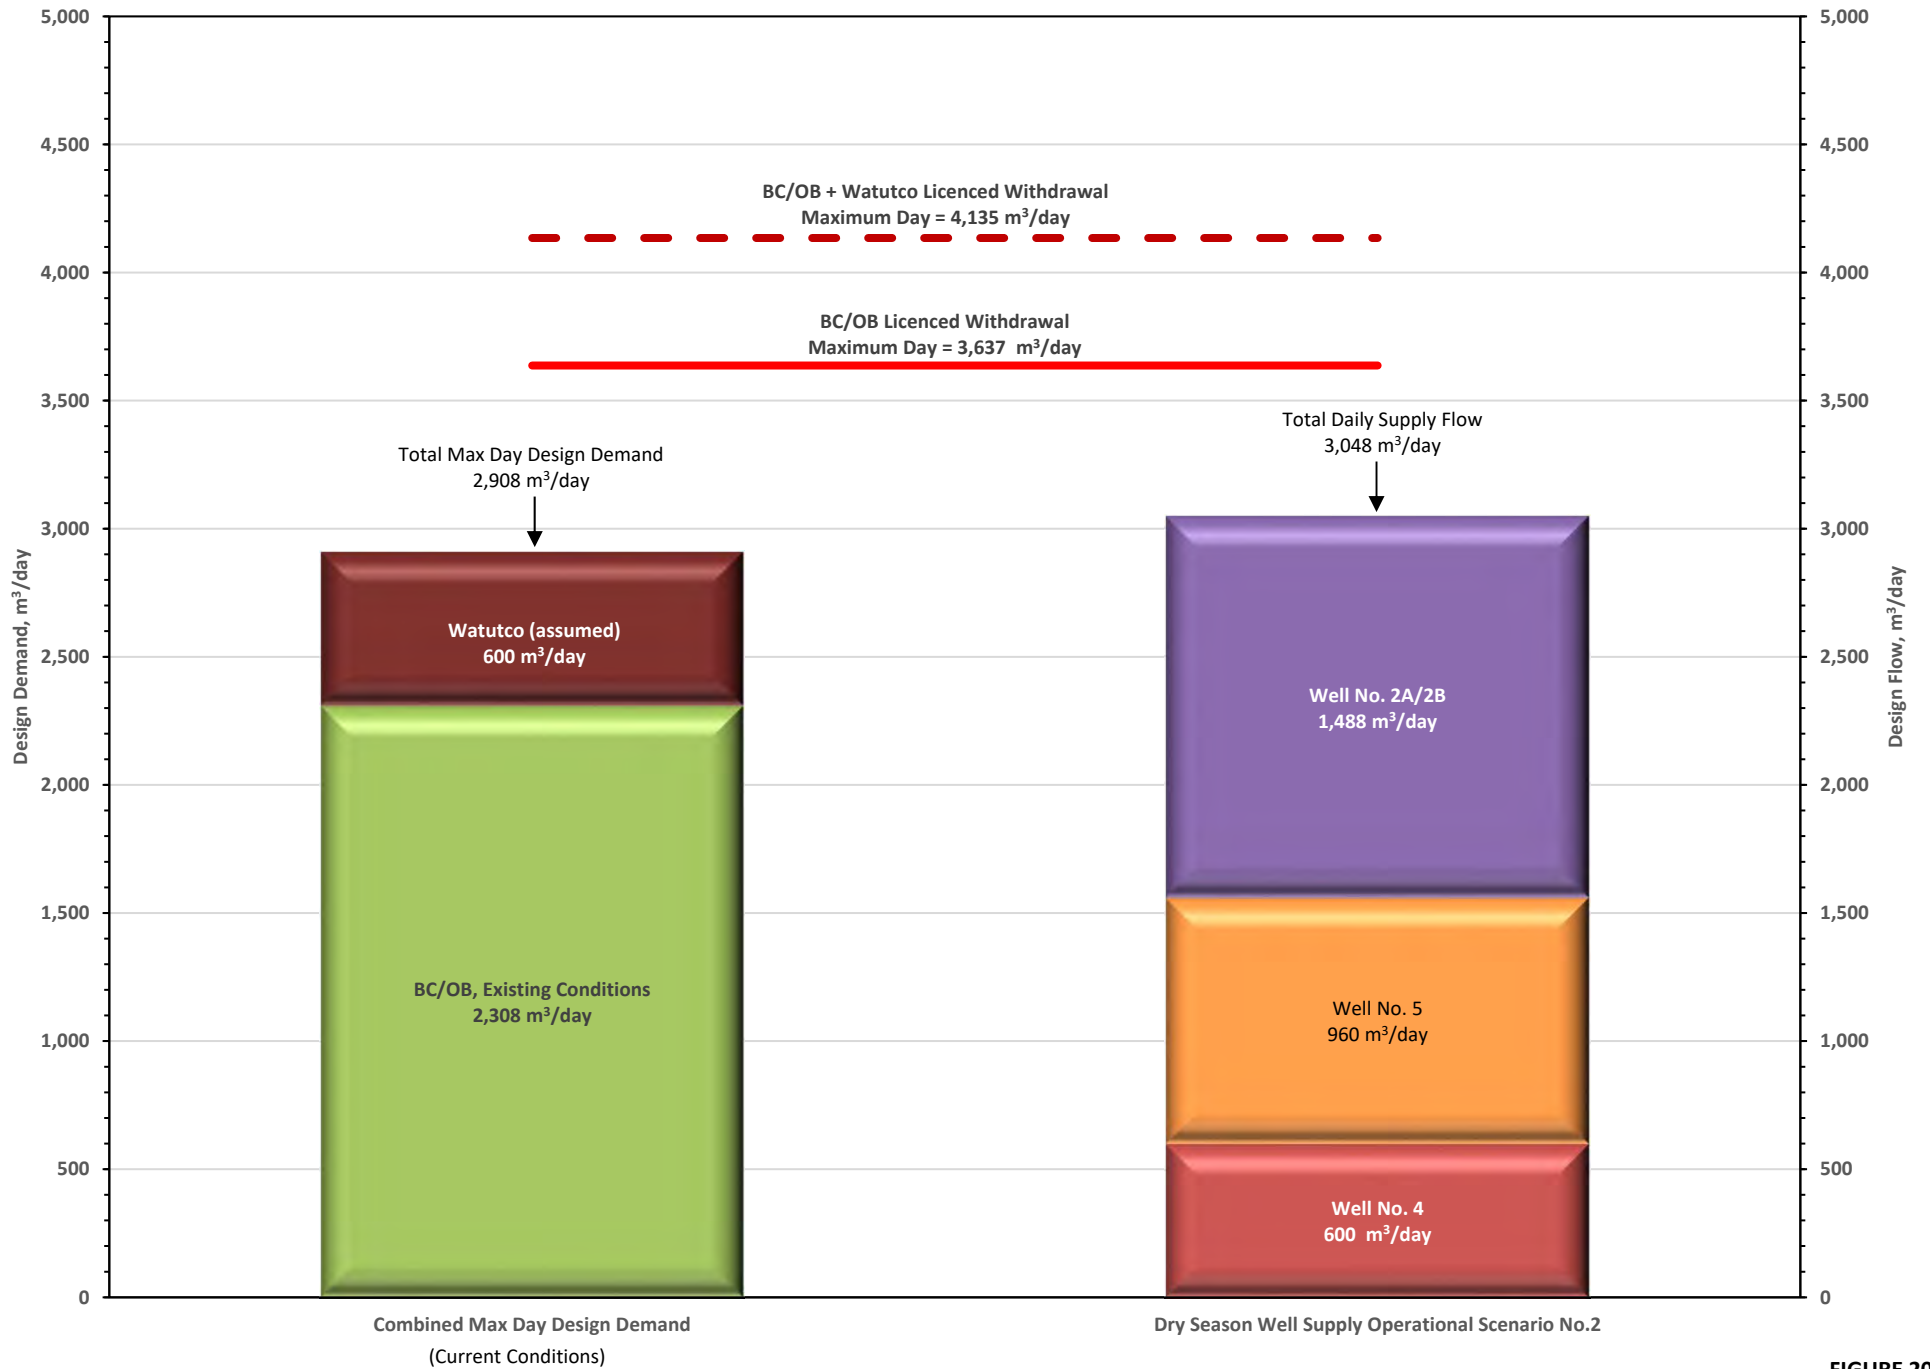 5,000
4,500
4,000
3,500
3,000
2,500
2,000
1,500
1,000
500
0
Design Demand, m³/day
5,000
4,500
4,000
3,500
3,000
2,500
2,000
1,500
1,000
500
0
Design Flow, m³/day
BC/OB + Watutco Licenced Withdrawal
Maximum Day = 4,135 m³/day
BC/OB Licenced Withdrawal
Maximum Day = 3,637 m³/day
Total Max Day Design Demand
2,908 m³/day
Total Daily Supply Flow
3,048 m³/day
Watutco (assumed)
600 m³/day
BC/OB, Existing Conditions
2,308 m³/day
Well No. 2A/2B
1,488 m³/day
Well No. 5
960 m³/day
Well No. 4
600 m³/day
Combined Max Day Design Demand
(Current Conditions)
Dry Season Well Supply Operational Scenario No.2
FIGURE 20